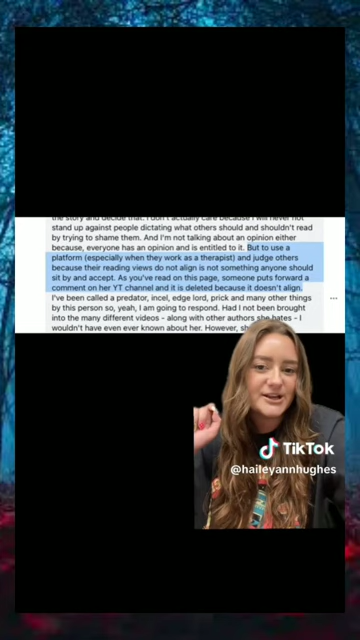 the story and decide that. I don't actually care because I will never not
stand up against people dictating what others should and shouldn't read
by trying to shame them. And I'm not talking about an opinion either
because, everyone has an opinion and is entitled to it. But to use a
platform (especially when they work as a therapist) and judge others
because their reading views do not align is not something anyone should
sit by and accept. As you've read on this page, someone puts forward a
comment on her YT channel and it is deleted because it doesn't align.
I've been called a predator, incel, edge lord, prick and many other things
by this person so, yeah, I am going to respond. Had I not been brought
into the many different videos - along with other authors she hates - I
wouldn't have even ever known about her. However,
TikTok
@haileyannhughes